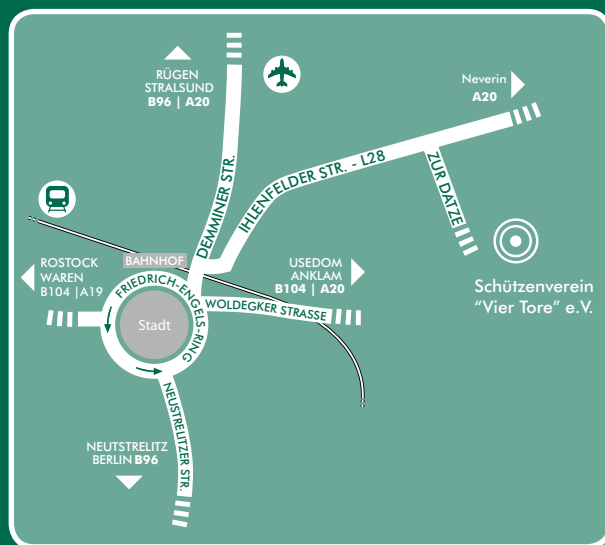 RÜGEN
STRALSUND
B96 | A20
Neverin
A20
DEMMINER STR.
IHLENFELDER STR. - L28
ZUR DATZE
ROSTOCK
WAREN
B104 |A19
BAHNHOF
USEDOM
ANKLAM
B104 | A20
Schützenverein
"Vier Tore" e.V.
FRIEDRICH-ENGELS-RING
WOLDEGKER STRASSE
Stadt
NEUSTRELITZER STR.
NEUTSTRELITZ
BERLIN B96